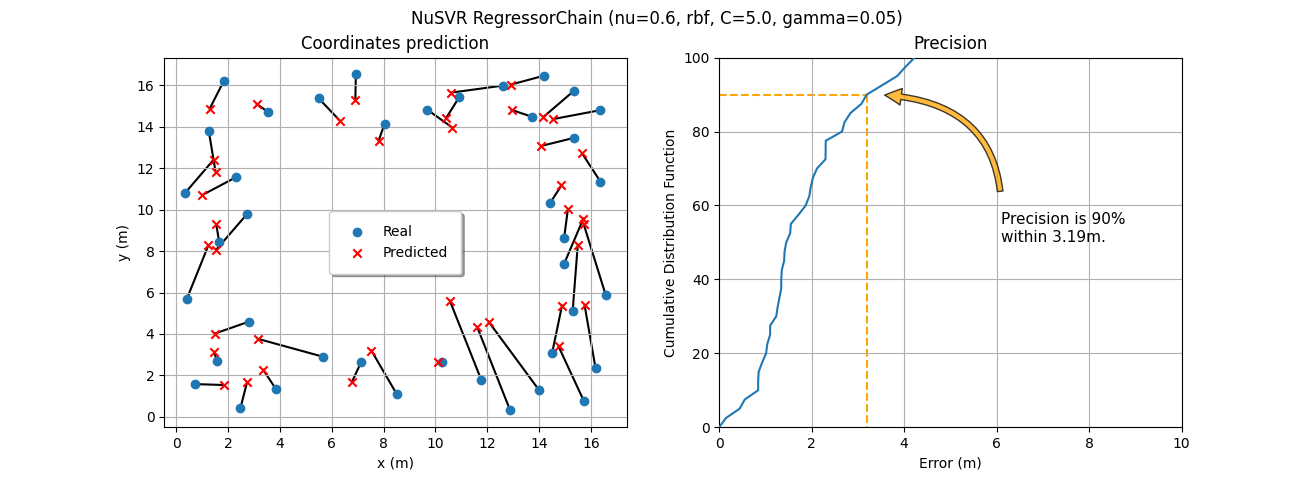 NuSVR RegressorChain (nu=0.6, rbf, C=5.0, gamma=0.05)
Coordinates prediction
y (m)
16
14
12
10
8
6
4
2
0
Real
Predicted
0 2 4 6 8 10 12 14 16
x (m)
Precision
Cumulative Distribution Function
100
80
60
40
20
0
Precision is 90%
within 3.19m.
0 2 4 6 8 10
Error (m)